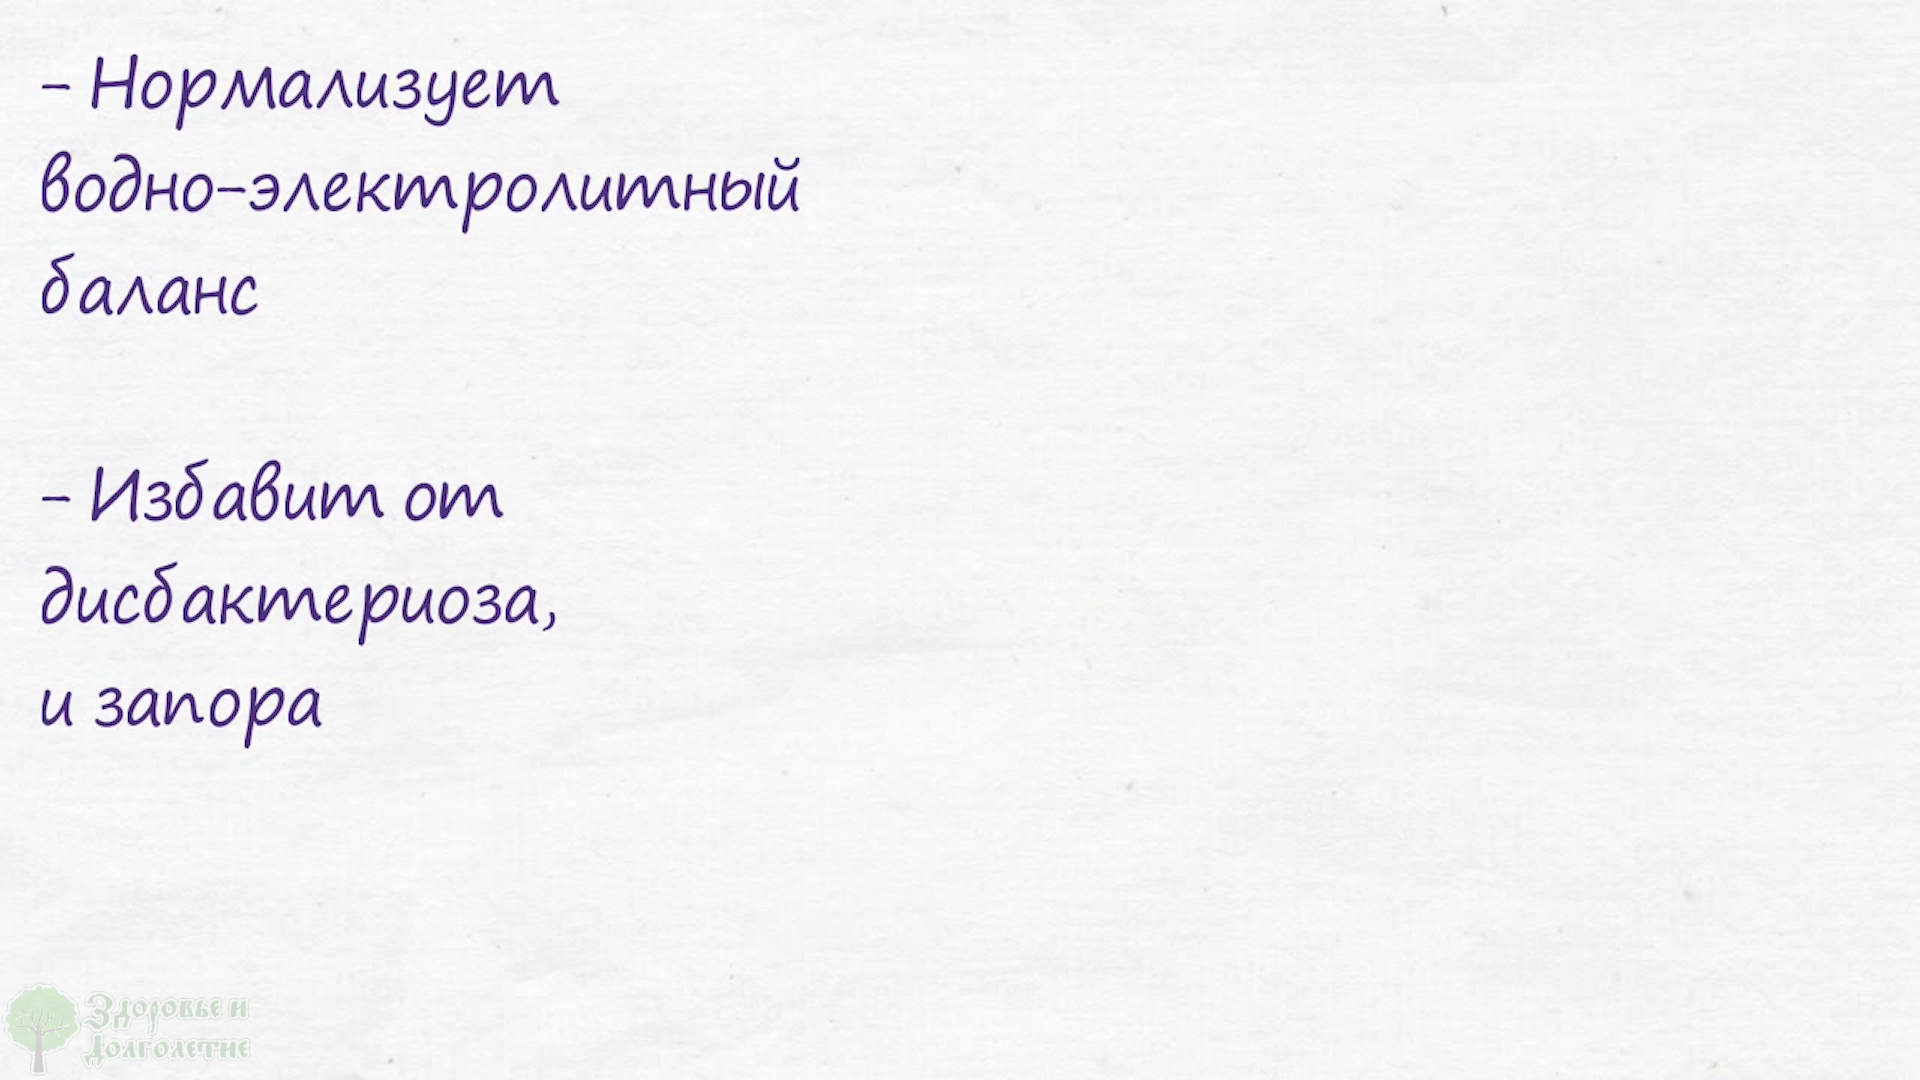 - Нормализует
водно-электролитный
баланс
- Избавит от
дисбактериоза,
и запора
Здоровье и
Долголетие